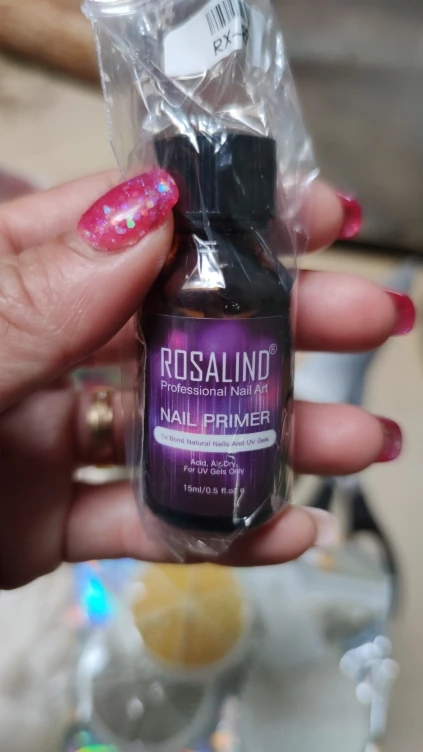 RX-
ROSALIND®
Professional Nail Art
NAIL PRIMER
To Bond Natural Nails And UV Gels
Acid, Air Dry,
For UV Gels Only
15ml/0.5 fl.oz e